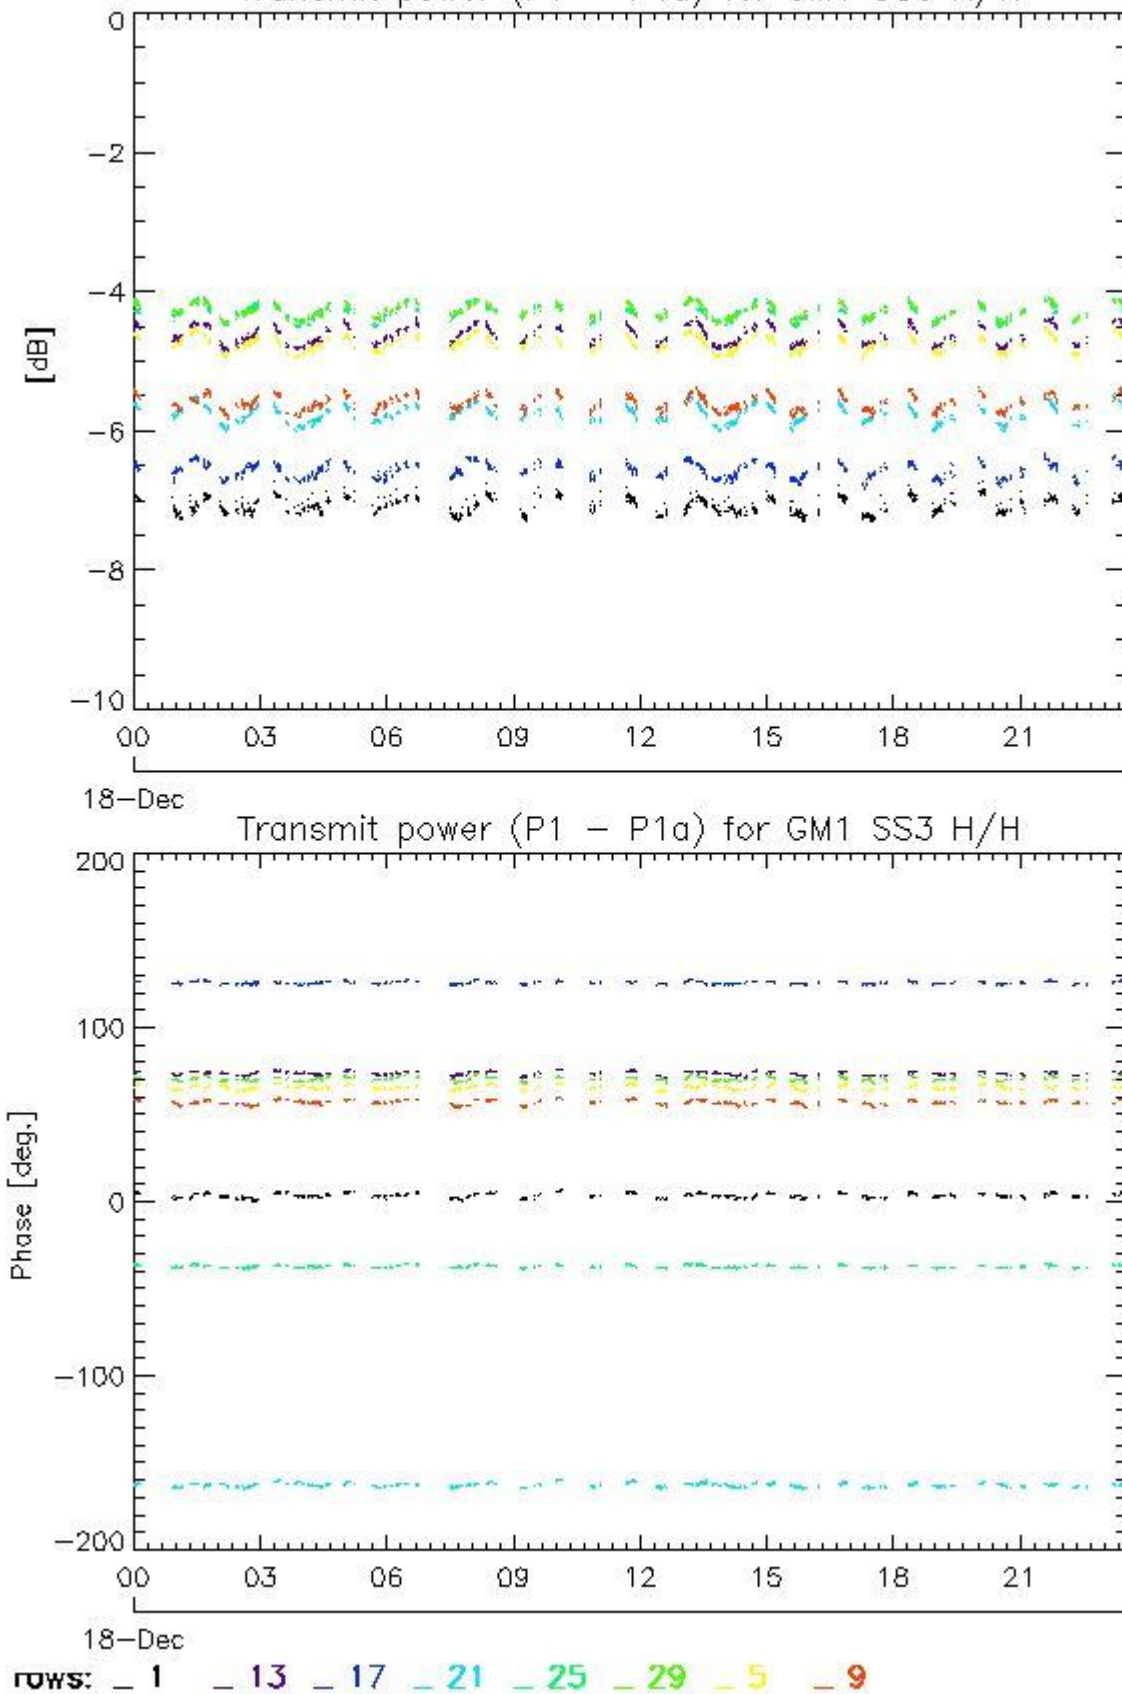 0
-2
-4
[dB]
-6
-8
-10
00 03 06 09 12 15 18 21
18-Dec
Transmit power (P1 - P1a) for GM1 SS3 H/H
200
100
Phase [deg.]
0
-100
-200
00 03 06 09 12 15 18 21
18-Dec
rows: _ 1 _ 13 _ 17 _ 21 _ 25 _ 29 _ 5 _ 9